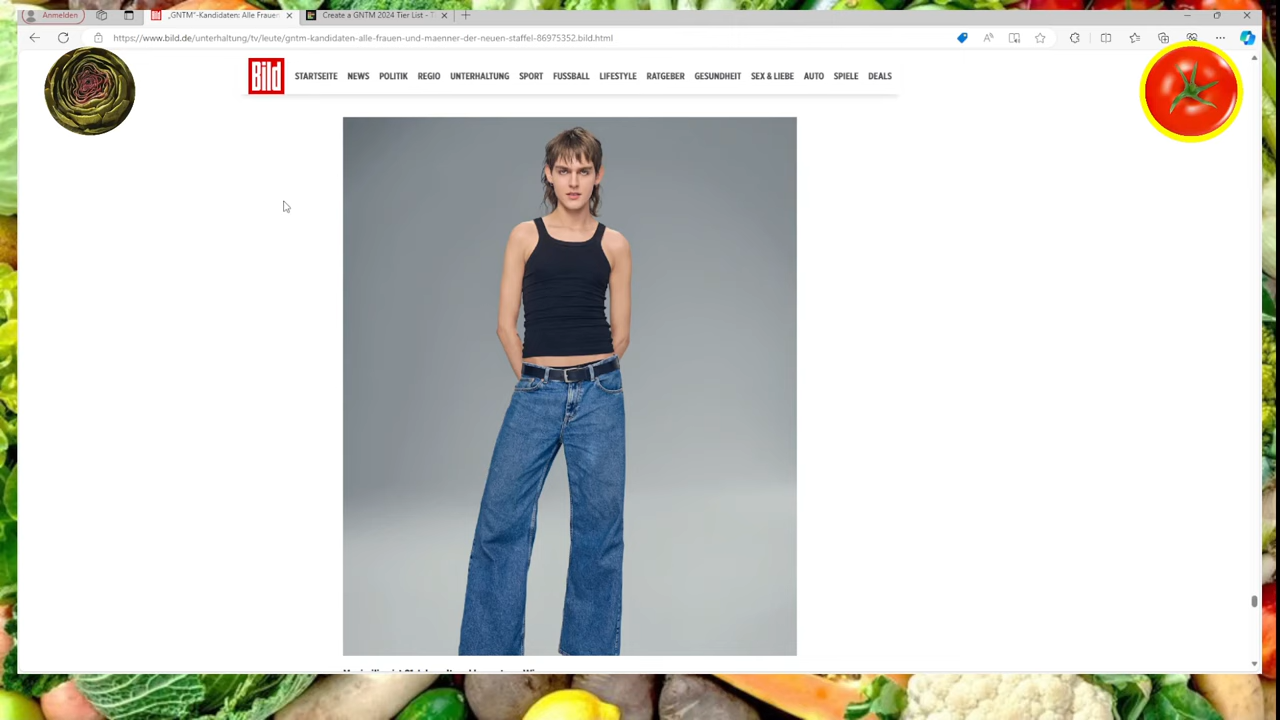 Anmelden
„GNTM"-Kandidaten: Alle Frauen
Create a GNTM 2024 Tier List -
https://www.bild.de/unterhaltung/tv/leute/gntm-kandidaten-alle-frauen-und-maenner-der-neuen-staffel-86975352.bild.html
Bild
STARTSEITE NEWS POLITIK REGIO UNTERHALTUNG SPORT FUSSBALL LIFESTYLE RATGEBER GESUNDHEIT SEX & LIEBE AUTO SPIELE DEALS